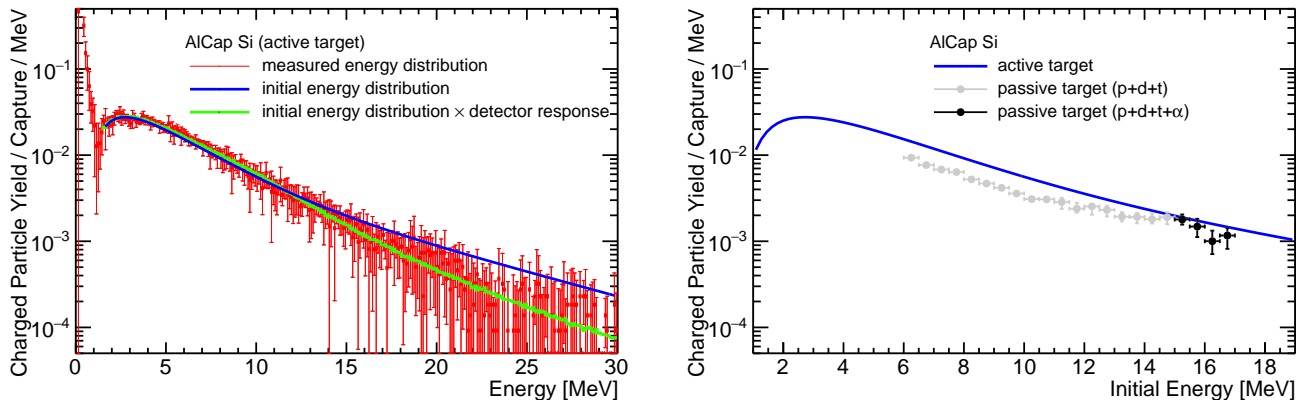 Charged Particle Yield / Capture / MeV
10⁻¹
10⁻²
10⁻³
10⁻⁴
AlCap Si (active target)
measured energy distribution
initial energy distribution
initial energy distribution × detector response
0 5 10 15 20 25 30
Energy [MeV]
Charged Particle Yield / Capture / MeV
10⁻¹
10⁻²
10⁻³
10⁻⁴
AlCap Si
active target
passive target (p+d+t)
passive target (p+d+t+α)
2 4 6 8 10 12 14 16 18
Initial Energy [MeV]